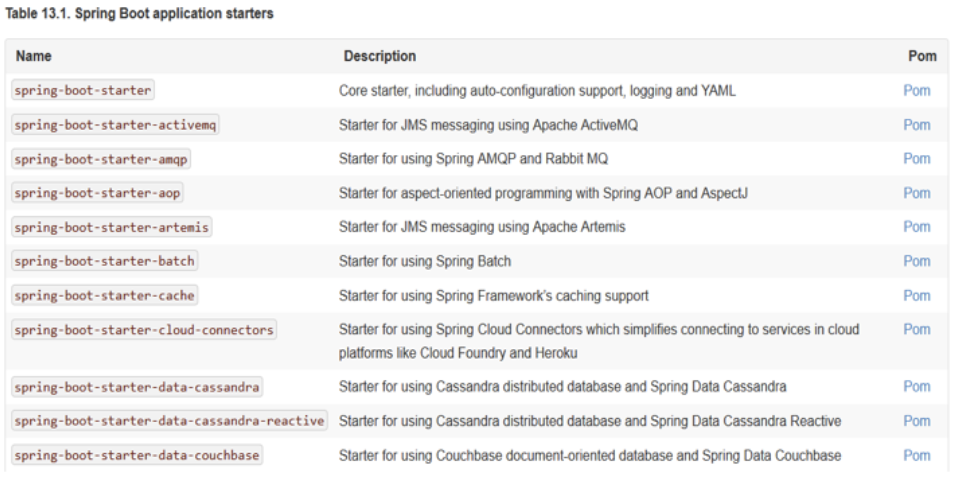 Table 13.1. Spring Boot application starters
Name Description Pom
spring-boot-starter Core starter, including auto-configuration support, logging and YAML Pom
spring-boot-starter-activemq Starter for JMS messaging using Apache ActiveMQ Pom
spring-boot-starter-amqp Starter for using Spring AMQP and Rabbit MQ Pom
spring-boot-starter-aop Starter for aspect-oriented programming with Spring AOP and AspectJ Pom
spring-boot-starter-artemis Starter for JMS messaging using Apache Artemis Pom
spring-boot-starter-batch Starter for using Spring Batch Pom
spring-boot-starter-cache Starter for using Spring Framework's caching support Pom
spring-boot-starter-cloud-connectors Starter for using Spring Cloud Connectors which simplifies connecting to services in cloud Pom
platforms like Cloud Foundry and Heroku
spring-boot-starter-data-cassandra Starter for using Cassandra distributed database and Spring Data Cassandra Pom
spring-boot-starter-data-cassandra-reactive Starter for using Cassandra distributed database and Spring Data Cassandra Reactive Pom
spring-boot-starter-data-couchbase Starter for using Couchbase document-oriented database and Spring Data Couchbase Pom